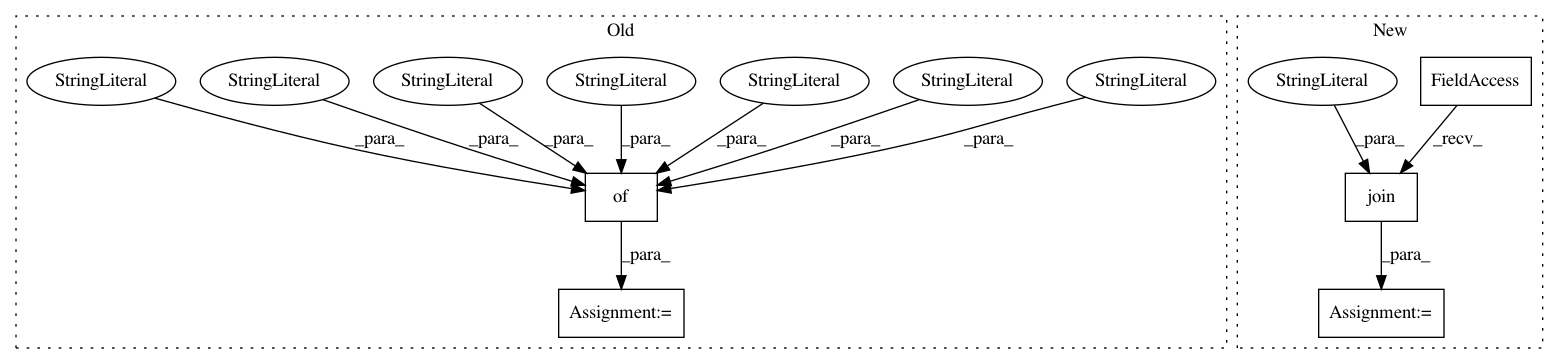 Old
New
StringLiteral StringLiteral StringLiteral StringLiteral StringLiteral StringLiteral StringLiteral StringLiteral FieldAccess
_para_ _para_ _para_ _para_ _para_ _para_ _para_ _para_ _recv_
of join
_para_ _para_
Assignment:= Assignment:=